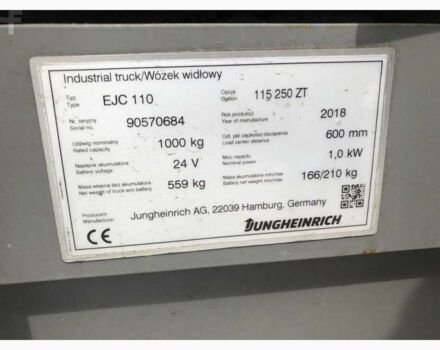 Industrial truck/Wózek widłowy
Typ
Type
EJC 110
Opcja
Option
115 250 ZT
Nr. seryjny
Serial no.
90570684
Rok produkcji
Year of manufacture
2018
Udźwig nominalny
Rated capacity
1000 kg
Odl. pkt ciężkości obciążenia
Load center distance
600 mm
Napięcie akumulatora
Battery voltage
24 V
Moc napędu
Nominal power
1,0 kW
Masa własna bez akumulatora
Net weight of truck w/o battery
559 kg
Masa akumulatora min/max
Battery net weight min/max
166/210 kg
Producent
Manufacturer
Jungheinrich AG, 22039 Hamburg, Germany
CE
JUNGHEINRICH